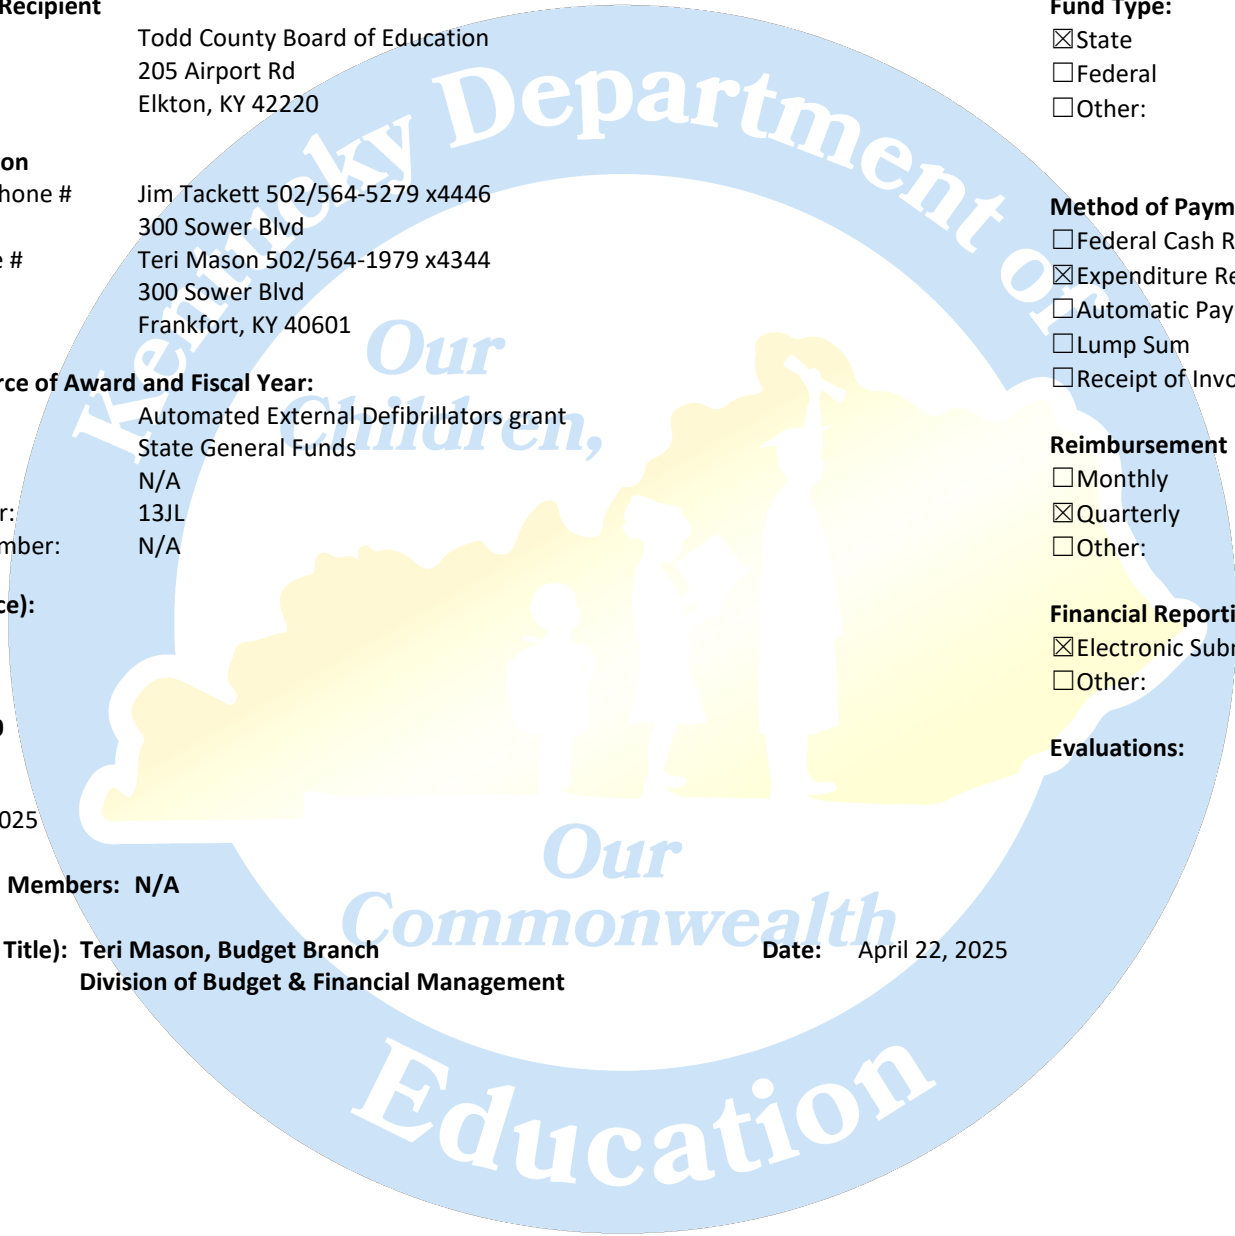 Recipient
Todd County Board of Education
205 Airport Rd
Elkton, KY 42220
on
hone # Jim Tackett 502/564-5279 x4446
300 Sower Blvd
e # Teri Mason 502/564-1979 x4344
300 Sower Blvd
Frankfort, KY 40601
rce of Award and Fiscal Year:
Automated External Defibrillators grant
State General Funds
N/A
r: 13JL
mber: N/A
ce):
025
Members: N/A
Title): Teri Mason, Budget Branch
Division of Budget & Financial Management
Date: April 22, 2025
Fund Type:
☒State
☐Federal
☐Other:
Method of Paym
☐Federal Cash R
☒Expenditure Re
☐Automatic Pay
☐Lump Sum
☐Receipt of Invo
Reimbursement
☐Monthly
☒Quarterly
☐Other:
Financial Reporti
☒Electronic Subm
☐Other:
Evaluations:
Kentucky Department of
Education
Our
Children,
Our
Commonwealth